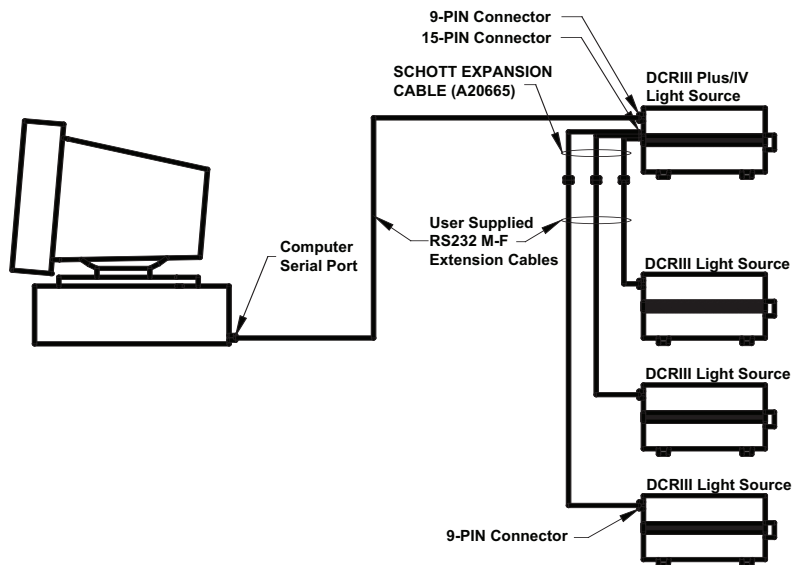 9-PIN Connector
15-PIN Connector
SCHOTT EXPANSION
CABLE (A20665)
DCRIII Plus/IV
Light Source
User Supplied
RS232 M-F
Extension Cables
Computer
Serial Port
DCRIII Light Source
DCRIII Light Source
DCRIII Light Source
9-PIN Connector